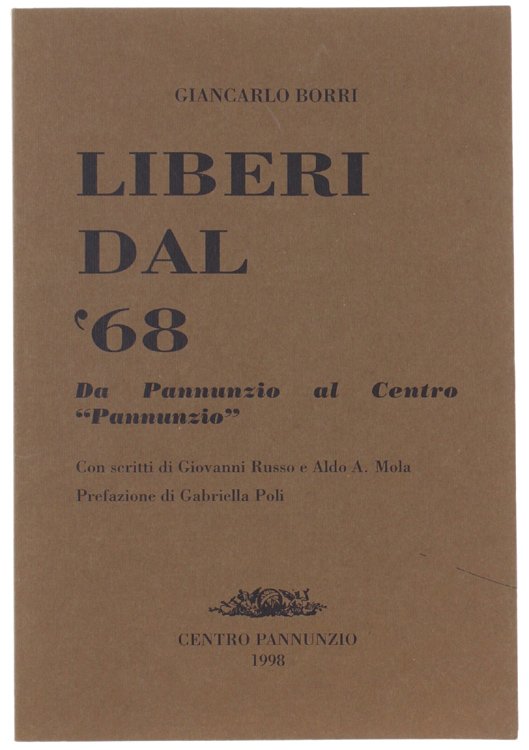 GIANCARLO BORRI
LIBERI
DAL
‘68
Da Pannunzio al Centro
“Pannunzio”
Con scritti di Giovanni Russo e Aldo A. Mola
Prefazione di Gabriella Poli
CENTRO PANNUNZIO
1998